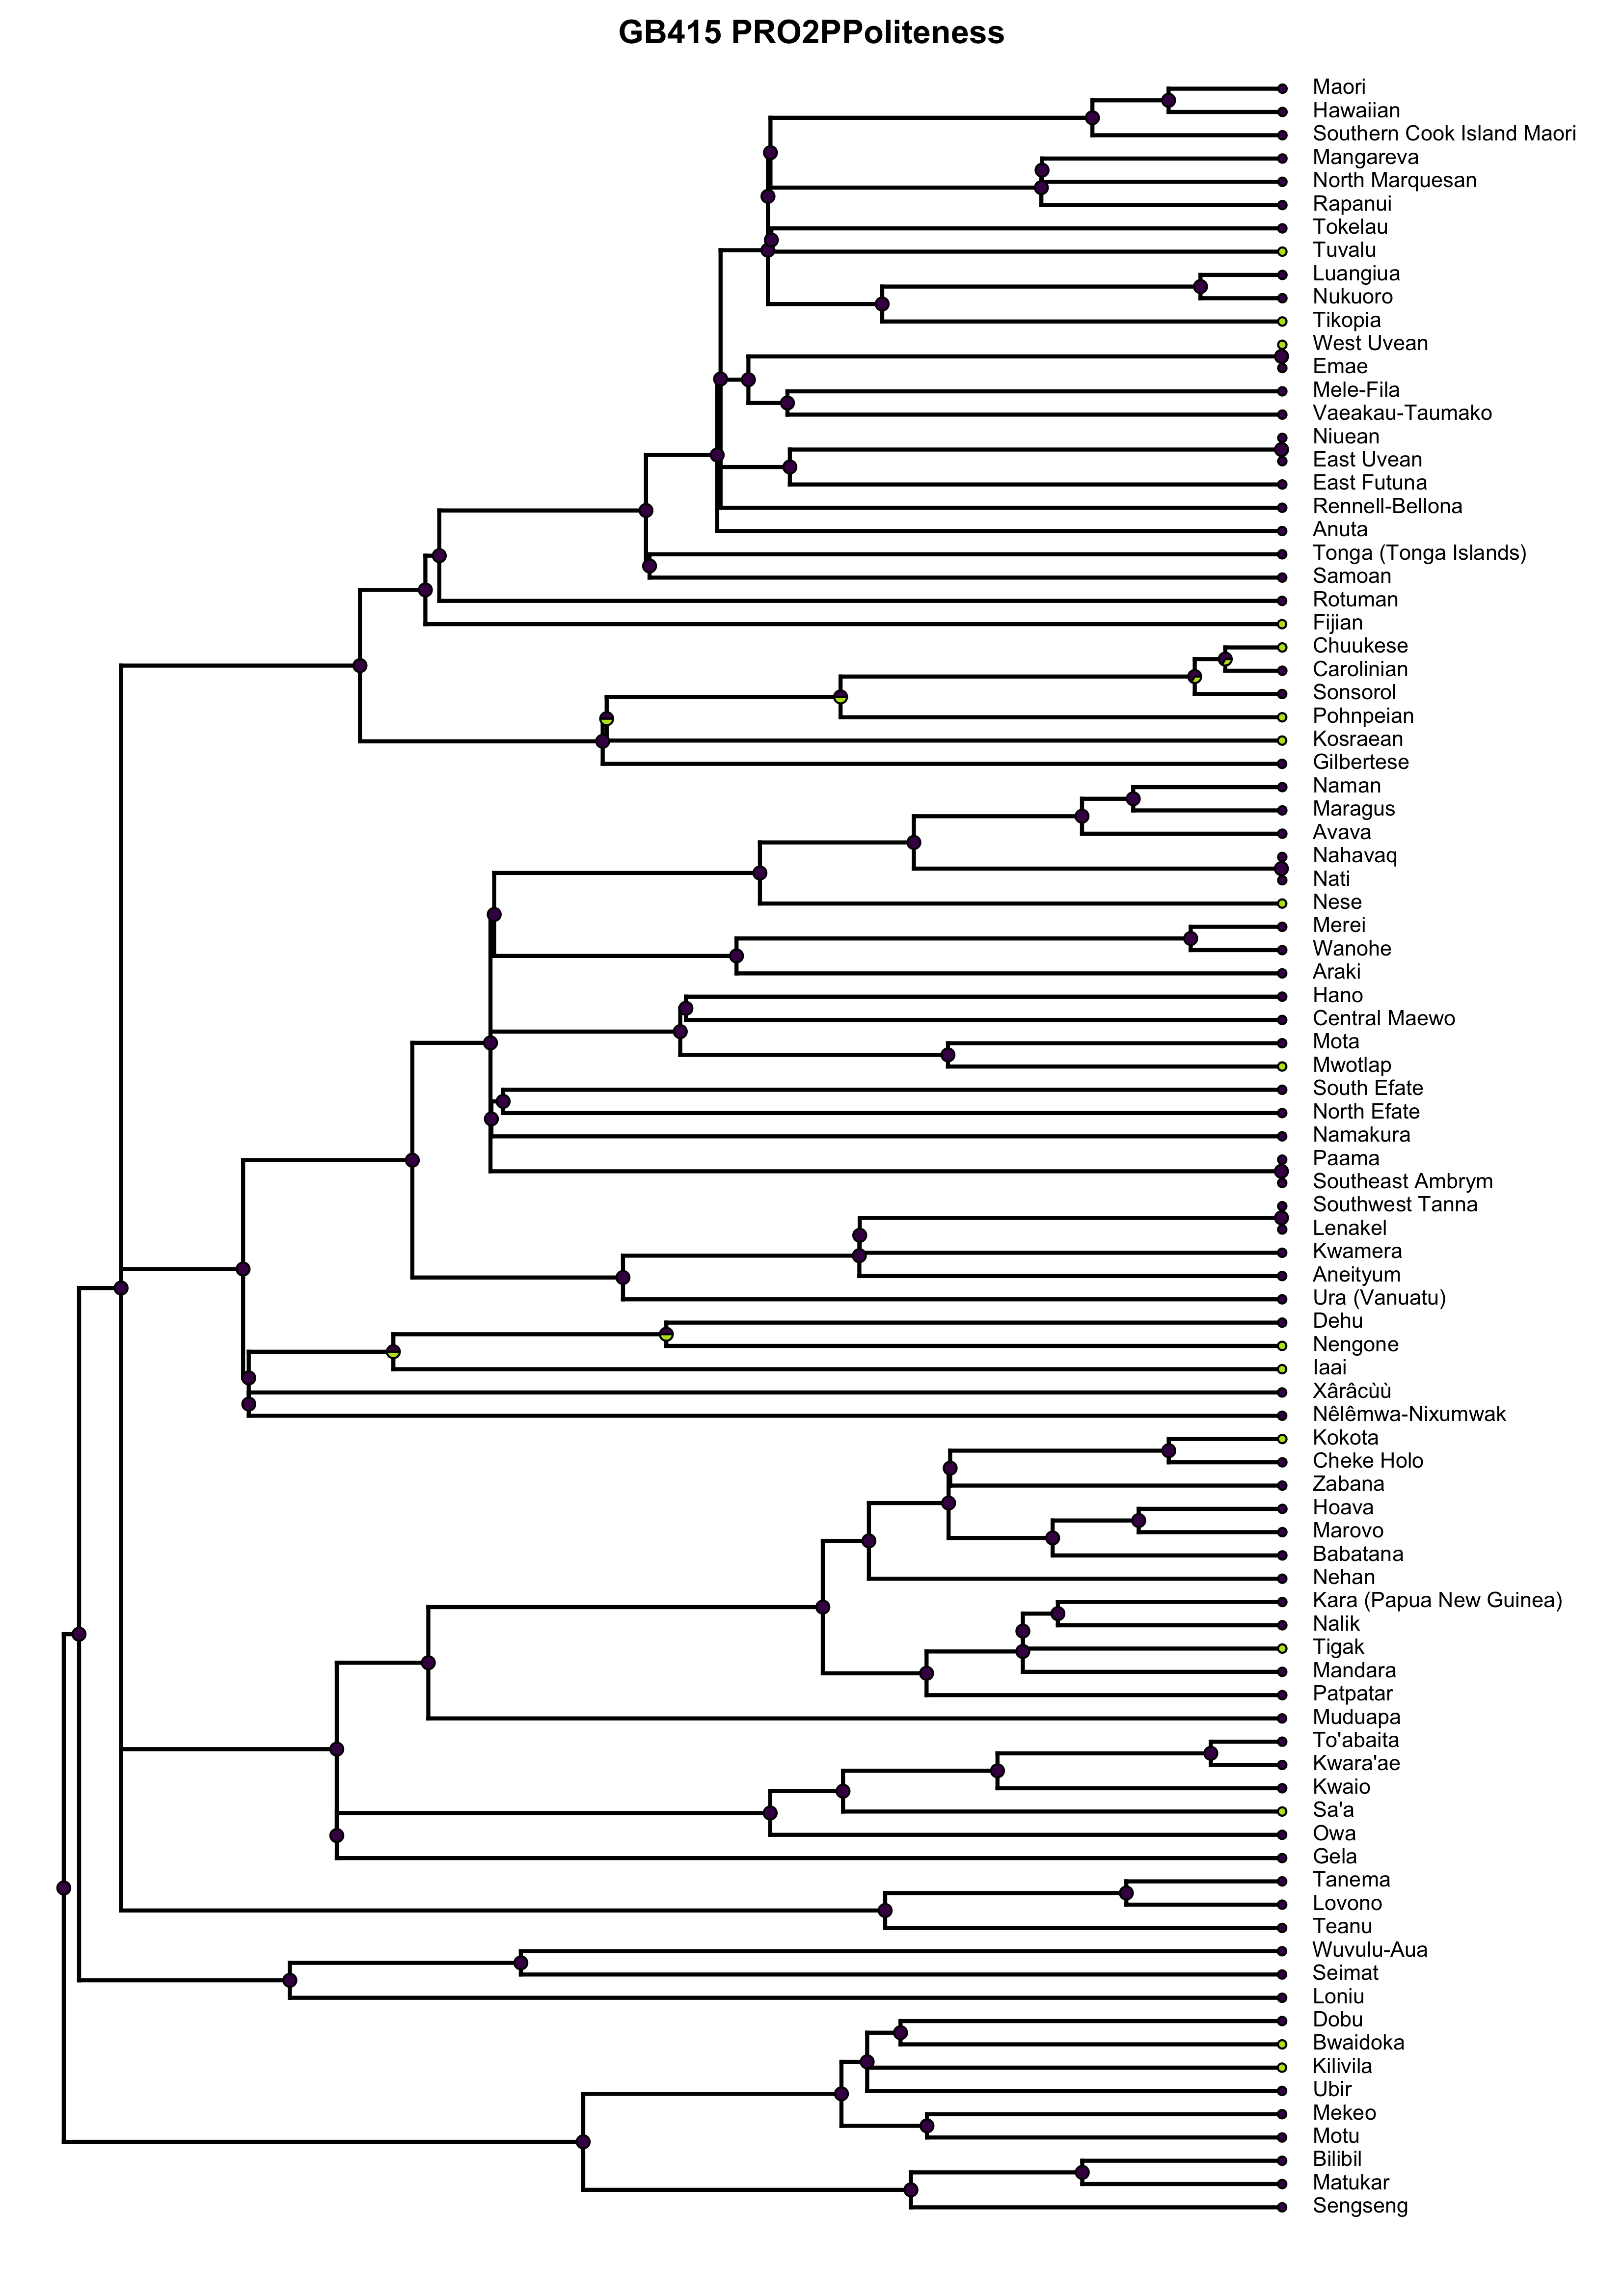 GB415 PRO2PPoliteness
Maori
Hawaiian
Southern Cook Island Maori
Mangareva
North Marquesan
Rapanui
Tokelau
Tuvalu
Luangiua
Nukuoro
Tikopia
West Uvean
Emae
Mele-Fila
Vaeakau-Taumako
Niuean
East Uvean
East Futuna
Rennell-Bellona
Anuta
Tonga (Tonga Islands)
Samoan
Rotuman
Fijian
Chuukese
Carolinian
Sonsorol
Pohnpeian
Kosraean
Gilbertese
Naman
Maragus
Avava
Nahavaq
Nati
Nese
Merei
Wanohe
Araki
Hano
Central Maewo
Mota
Mwotlap
South Efate
North Efate
Namakura
Paama
Southeast Ambrym
Southwest Tanna
Lenakel
Kwamera
Aneityum
Ura (Vanuatu)
Dehu
Nengone
Iaai
Xârâcùù
Nêlêmwa-Nixumwak
Kokota
Cheke Holo
Zabana
Hoava
Marovo
Babatana
Nehan
Kara (Papua New Guinea)
Nalik
Tigak
Mandara
Patpatar
Muduapa
To'abaita
Kwara'ae
Kwaio
Sa'a
Owa
Gela
Tanema
Lovono
Teanu
Wuvulu-Aua
Seimat
Loniu
Dobu
Bwaidoka
Kilivila
Ubir
Mekeo
Motu
Bilibil
Matukar
Sengseng